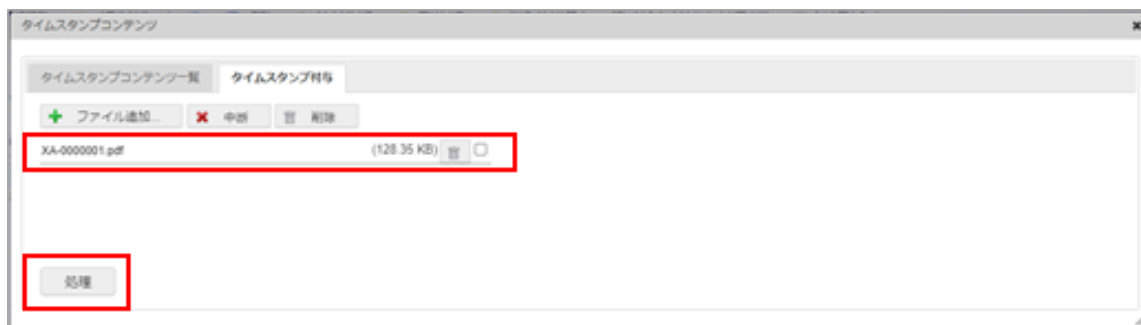 タイムスタンプコンテンツ
タイムスタンプコンテンツ一覧 タイムスタンプ付与
ファイル追加... 中断 削除
XA-0000001.pdf (128.35 KB)
処理